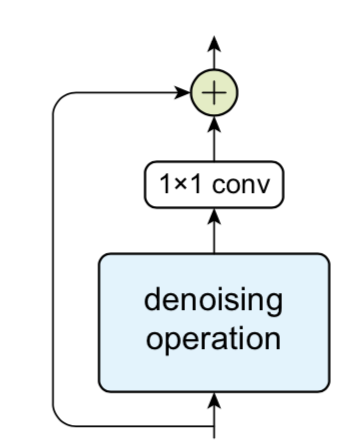 +
1×1 conv
denoising
operation